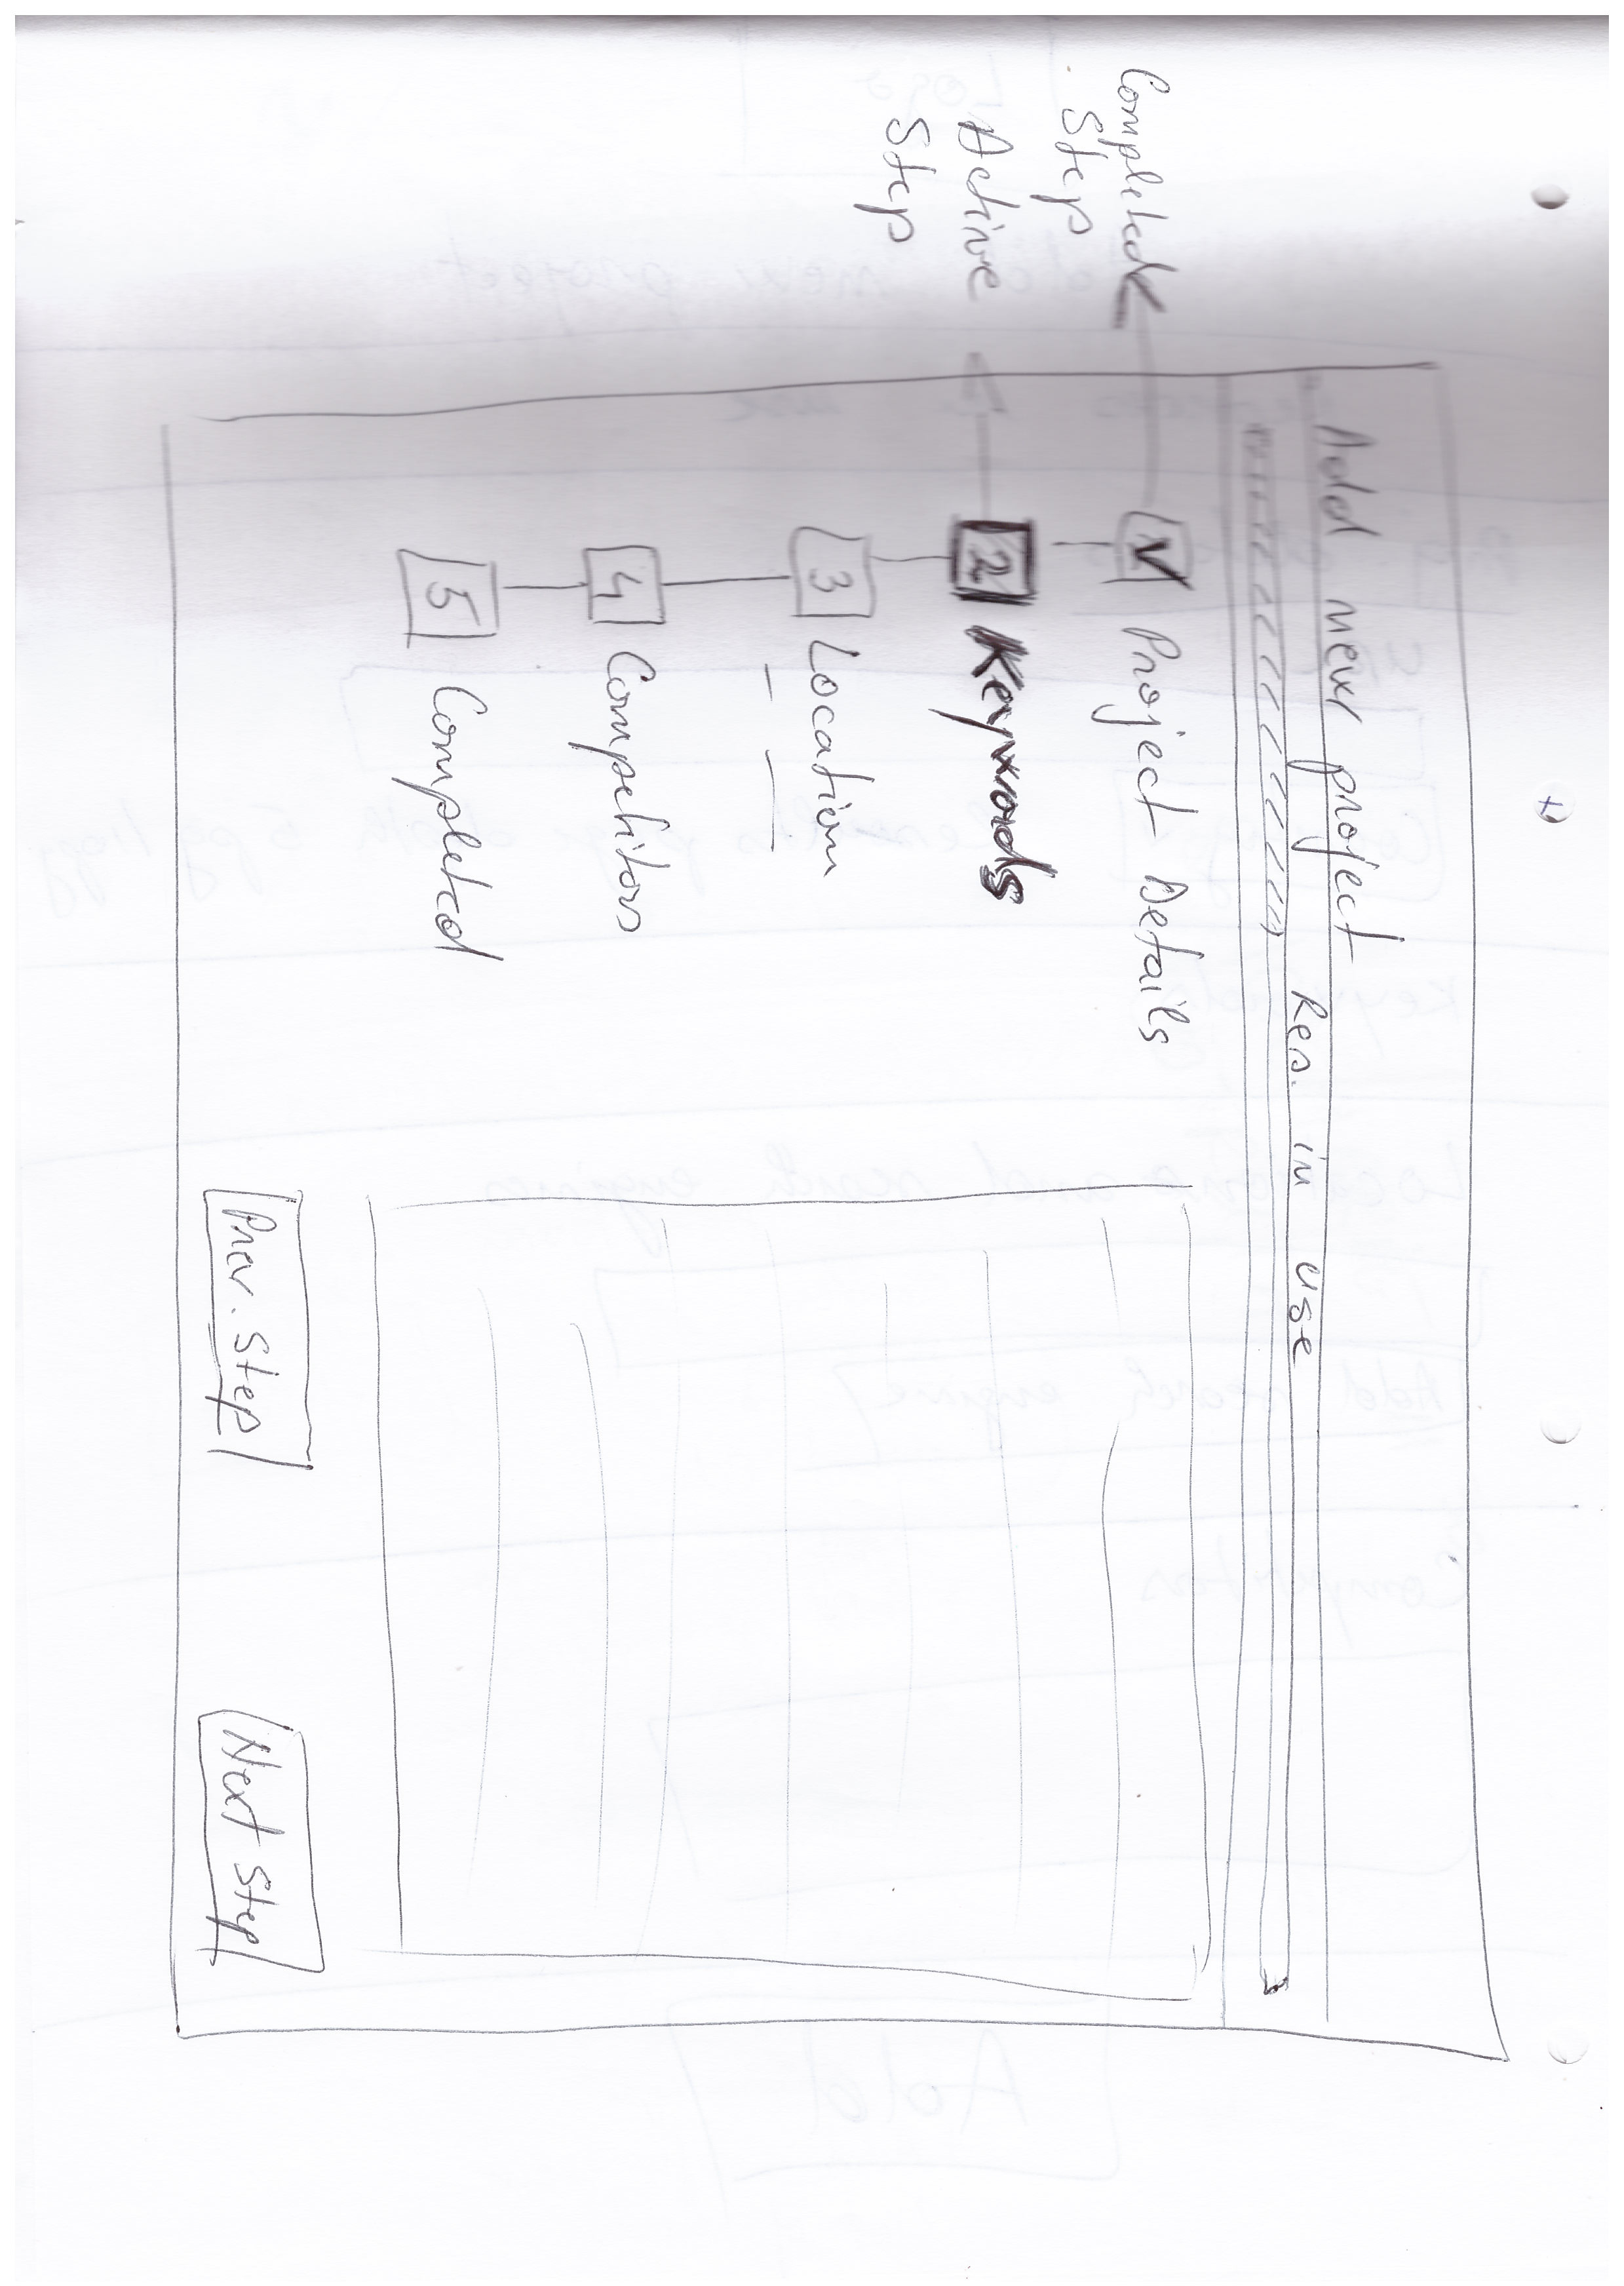 Add new project
Res. in use
Project Details
Completed
Step
2 Keywords
Active
Step
3 Location
4 Competitors
5 Completed
Prev. Step
Next Step